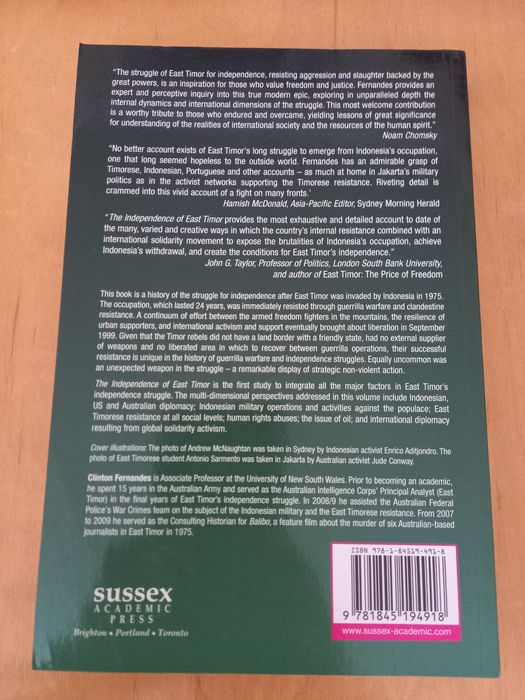 "The struggle of East Timor for independence, resisting aggression and slaughter backed by the
great powers, is an inspiration for those who value freedom and justice. Fernandes provides an
expert and perceptive inquiry into this true modern epic, exploring in unparalleled depth the
internal dynamics and international dimensions of the struggle. This most welcome contribution
is a worthy tribute to those who endured and overcame, yielding lessons of great significance
for understanding of the realities of international society and the resources of the human spirit."
Noam Chomsky
"No better account exists of East Timor's long struggle to emerge from Indonesia's occupation,
one that long seemed hopeless to the outside world. Fernandes has an admirable grasp of
Timorese, Indonesian, Portuguese and other accounts – as much at home in Jakarta's military
politics as in the activist networks supporting the Timorese resistance. Riveting detail is
crammed into this vivid account of a fight on many fronts.'
Hamish McDonald, Asia-Pacific Editor, Sydney Morning Herald
"The Independence of East Timor provides the most exhaustive and detailed account to date of
the many, varied and creative ways in which the country's internal resistance combined with an
international solidarity movement to expose the brutalities of Indonesia's occupation, achieve
Indonesia's withdrawal, and create the conditions for East Timor's independence."
John G. Taylor, Professor of Politics, London South Bank University,
and author of East Timor: The Price of Freedom
This book is a history of the struggle for independence after East Timor was invaded by Indonesia in 1975.
The occupation, which lasted 24 years, was immediately resisted through guerrilla warfare and clandestine
resistance. A continuum of effort between the armed freedom fighters in the mountains, the resilience of
urban supporters, and international activism and support eventually brought about liberation in September
1999. Given that the Timor rebels did not have a land border with a friendly state, had no external supplier
of weapons and no liberated area in which to recover between guerrilla operations, their successful
resistance is unique in the history of guerrilla warfare and independence struggles. Equally uncommon was
an unexpected weapon in the struggle – a remarkable display of strategic non-violent action.
The Independence of East Timor is the first study to integrate all the major factors in East Timor's
independence struggle. The multi-dimensional perspectives addressed in this volume include Indonesian,
US and Australian diplomacy; Indonesian military operations and activities against the populace; East
Timorese resistance at all social levels; human rights abuses; the issue of oil; and international diplomacy
resulting from global solidarity activism.
Cover illustrations: The photo of Andrew McNaughtan was taken in Sydney by Indonesian activist Enrico Aditjondro. The
photo of East Timorese student Antonio Sarmento was taken in Jakarta by Australian activist Jude Conway.
Clinton Fernandes is Associate Professor at the University of New South Wales. Prior to becoming an academic,
he spent 15 years in the Australian Army and served as the Australian Intelligence Corps' Principal Analyst (East
Timor) in the final years of East Timor's independence struggle. In 2008/9 he assisted the Australian Federal
Police's War Crimes team on the subject of the Indonesian military and the East Timorese resistance. From 2007
to 2009 he served as the Consulting Historian for Balibo, a feature film about the murder of six Australian-based
journalists in East Timor in 1975.
ISBN 978-1-84519-491-8
9 781845 194918
www.sussex-academic.com
sussex
ACADEMIC
PRESS
Brighton • Portland • Toronto